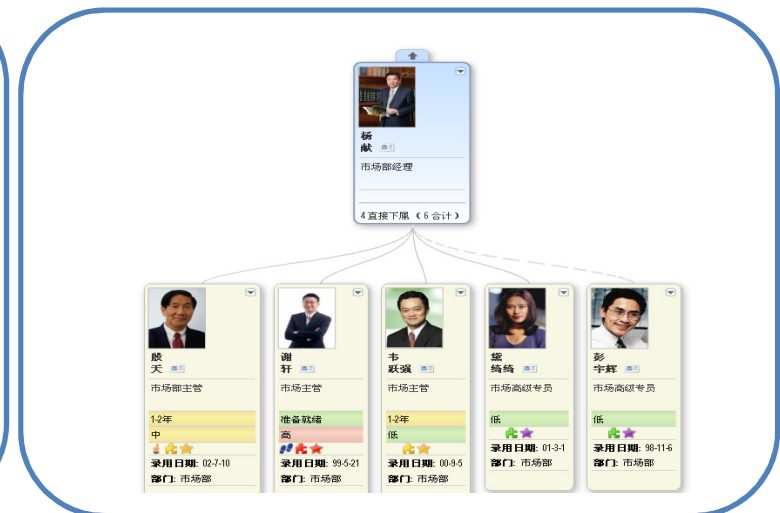 杨
献
市场部经理
4 直接下属 ( 6 合计 )
殷
天
市场部主管
1-2年
中
录用日期: 02-7-10
部门: 市场部
谢
轩
市场主管
准备就绪
高
录用日期: 99-5-21
部门: 市场部
韦
跃强
市场主管
1-2年
低
录用日期: 00-9-5
部门: 市场部
黛
绮绮
市场高级专员
低
录用日期: 01-3-1
部门: 市场部
彭
宇辉
市场高级专员
低
录用日期: 98-11-6
部门: 市场部